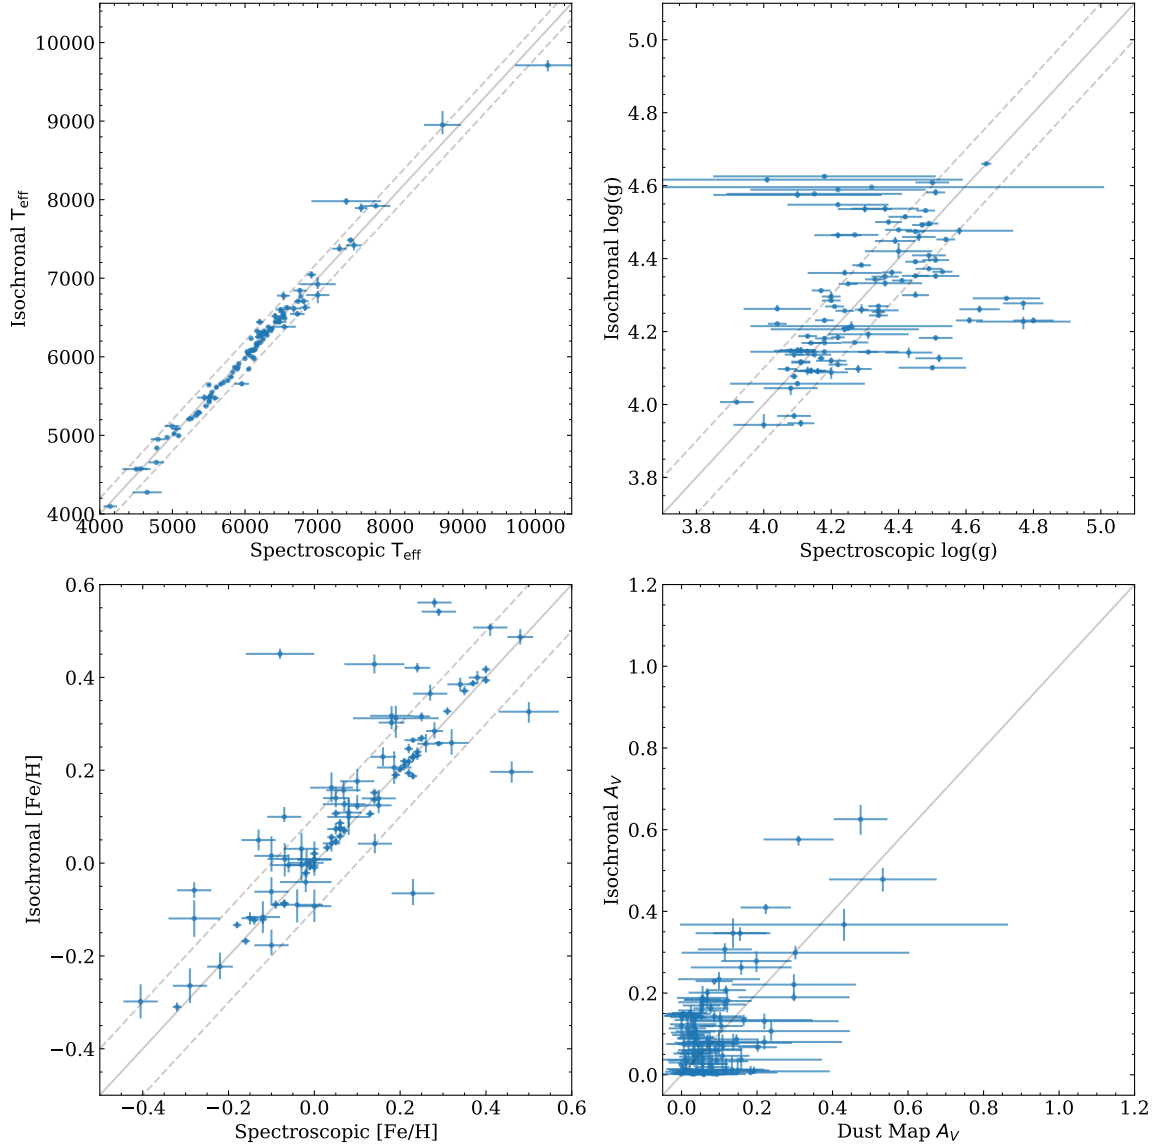 10000
9000
8000
7000
6000
5000
4000
Isochronal T_eff
4000 5000 6000 7000 8000 9000 10000
Spectroscopic T_eff
5.0
4.8
4.6
4.4
4.2
4.0
3.8
Isochronal log(g)
3.8 4.0 4.2 4.4 4.6 4.8 5.0
Spectroscopic log(g)
0.6
0.4
0.2
0.0
−0.2
−0.4
Isochronal [Fe/H]
−0.4 −0.2 0.0 0.2 0.4 0.6
Spectroscopic [Fe/H]
1.2
1.0
0.8
0.6
0.4
0.2
0.0
Isochronal A_V
0.0 0.2 0.4 0.6 0.8 1.0 1.2
Dust Map A_V